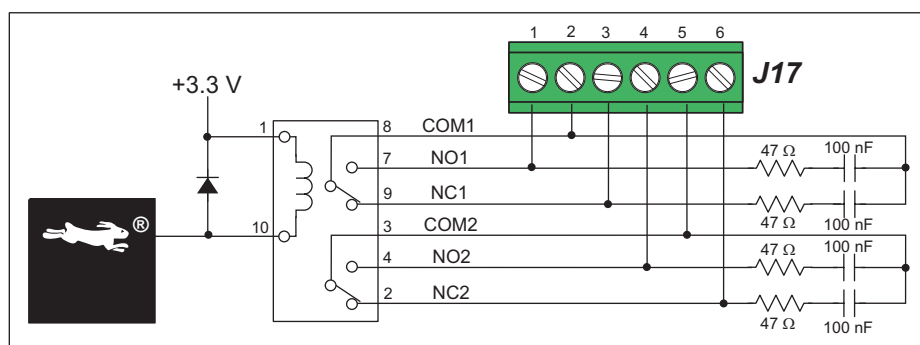 1 2 3 4 5 6
J17
+3.3 V
1
8 COM1
47 Ω 100 nF
7 NO1
9 NC1
47 Ω 100 nF
®
10
3 COM2
47 Ω 100 nF
4 NO2
2 NC2
47 Ω 100 nF